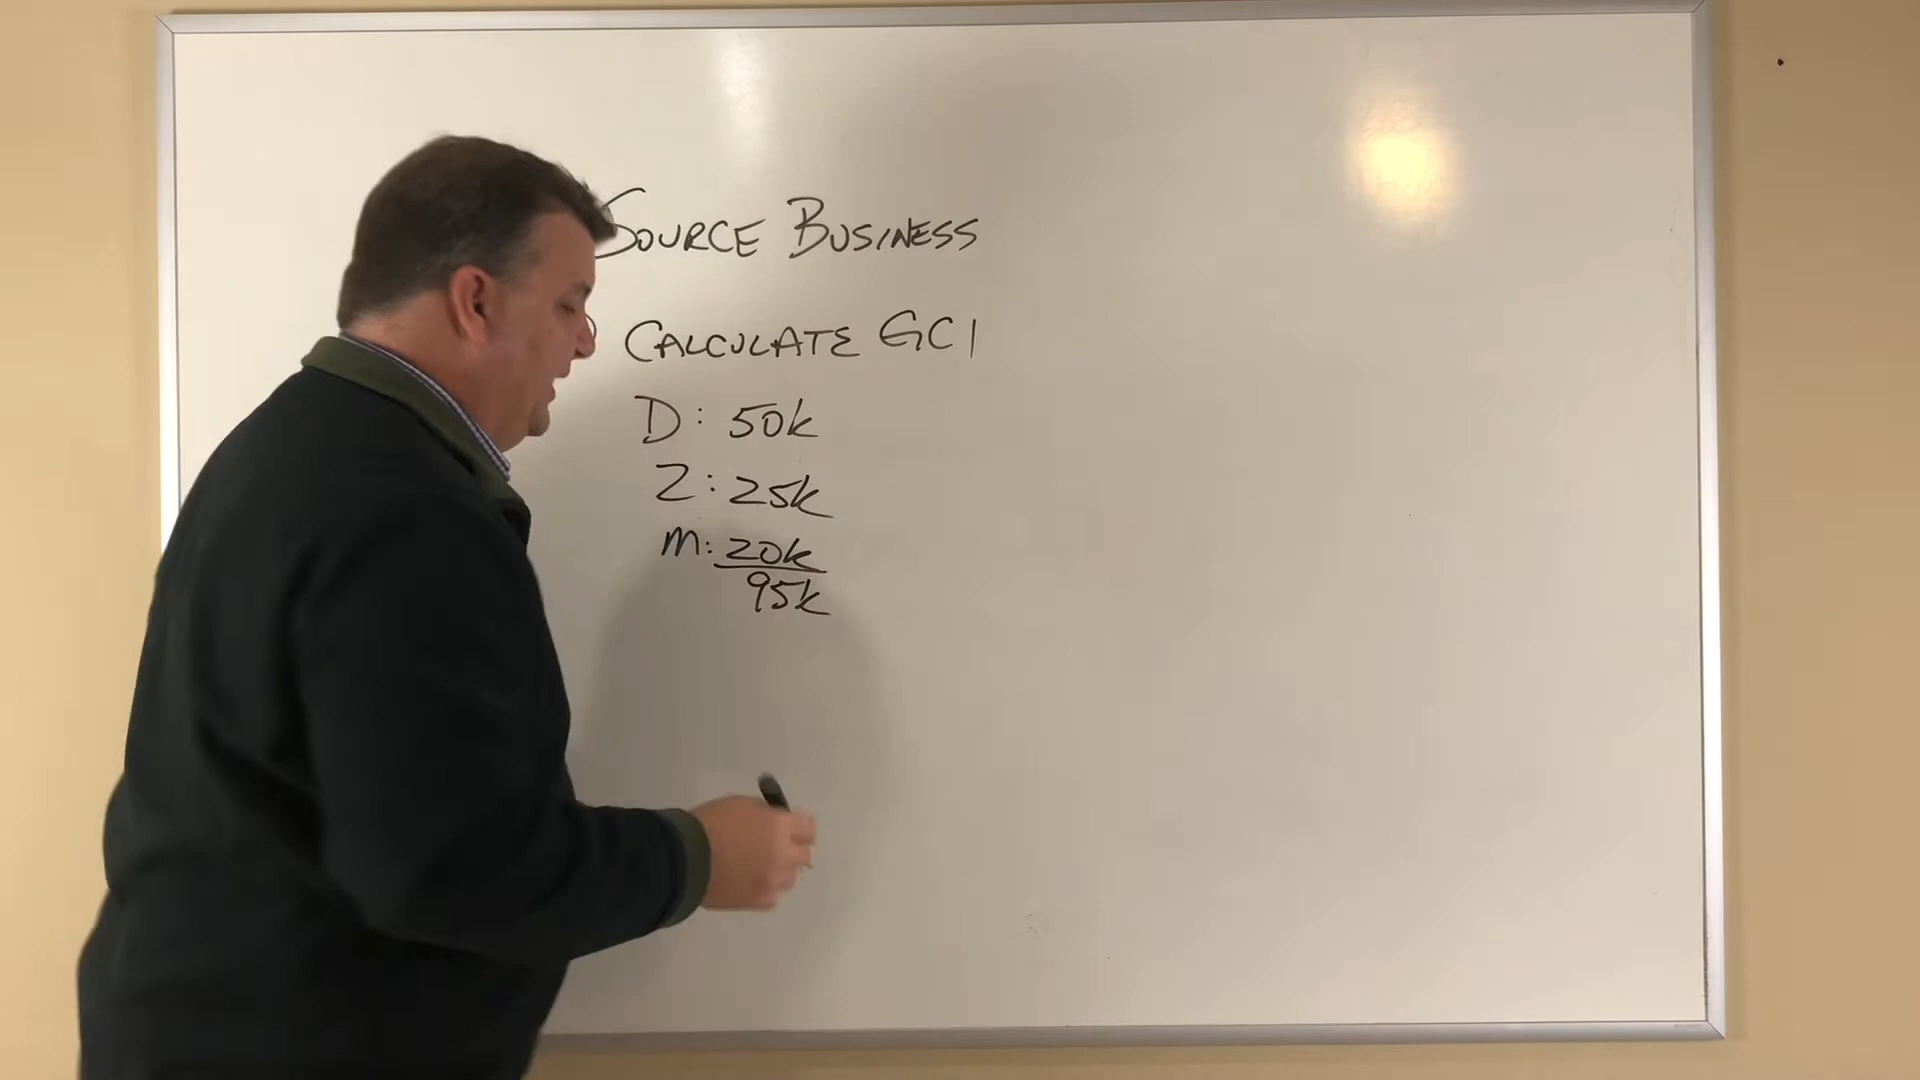 SOURCE BUSINESS
CALCULATE GCI
D: 50k
Z: 25k
M: 20k
95k